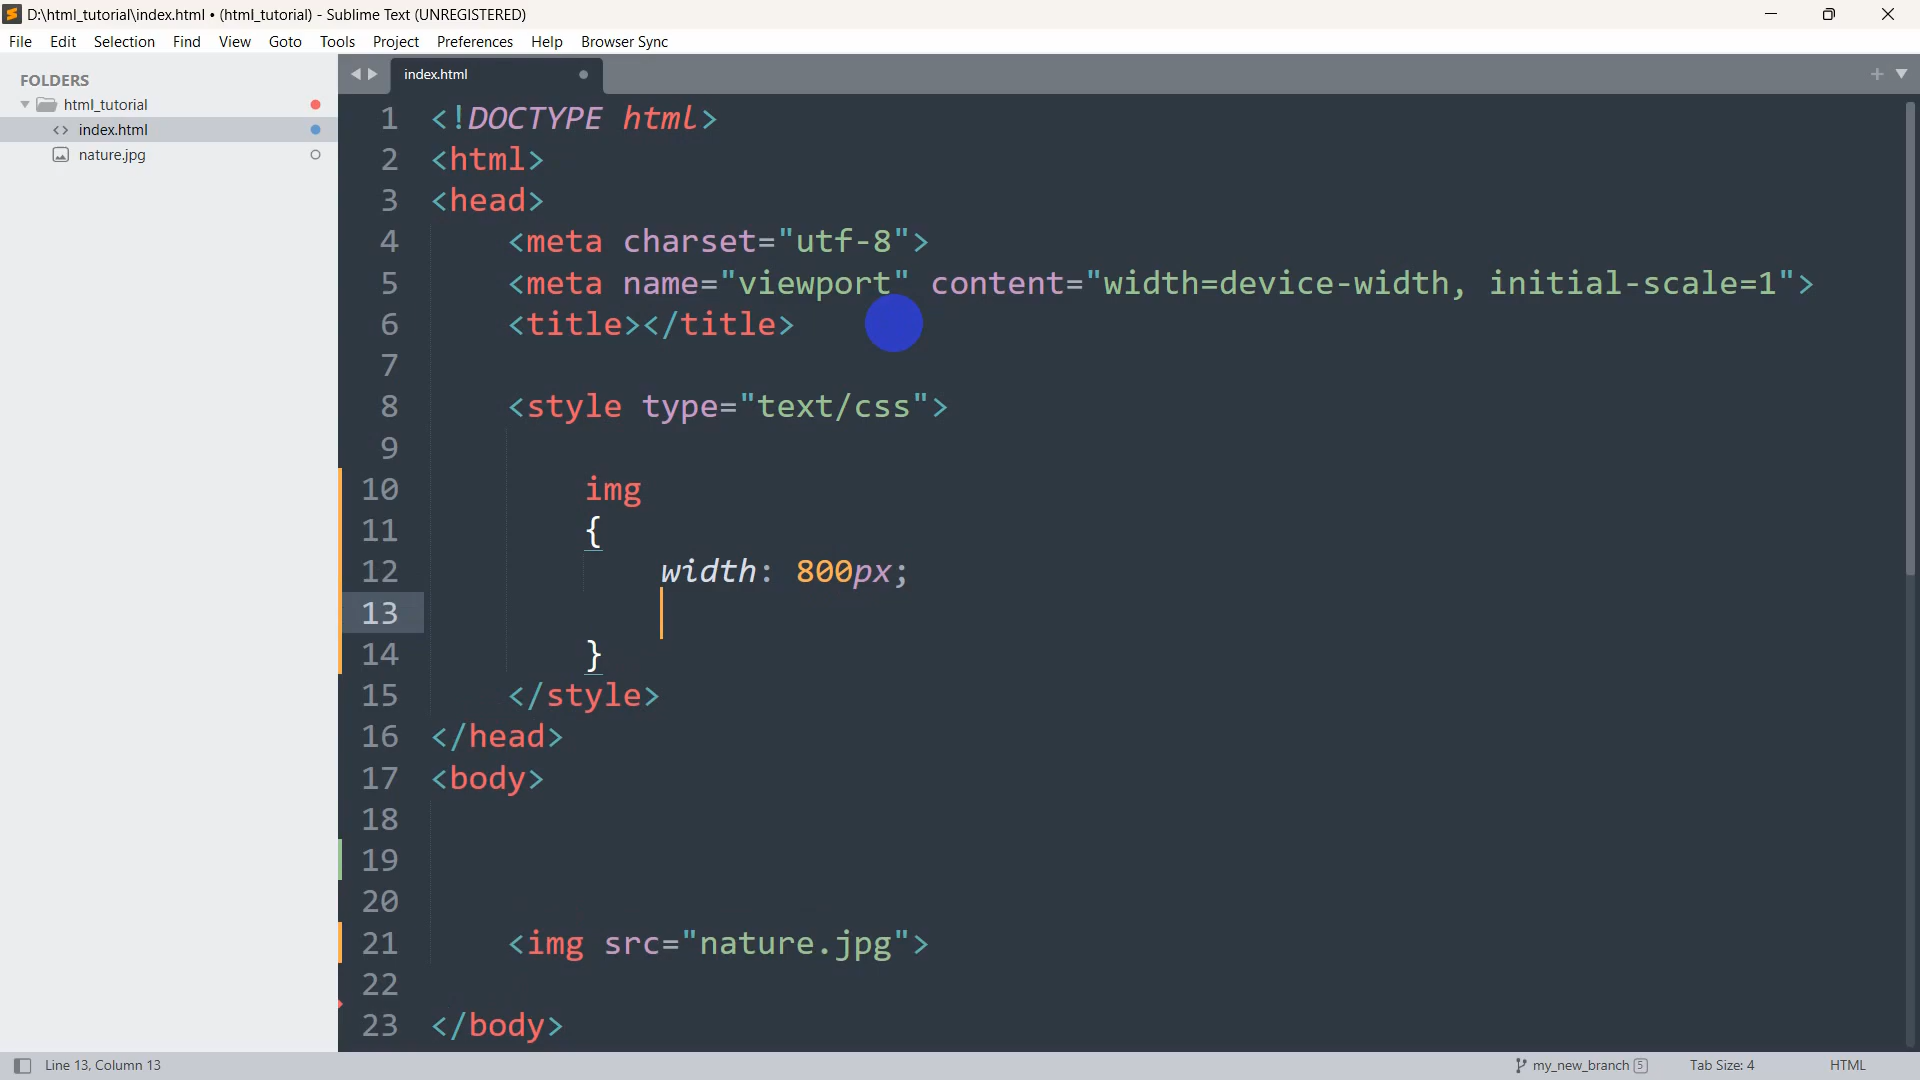 D:\html_tutorial\index.html • (html_tutorial) - Sublime Text (UNREGISTERED)
File Edit Selection Find View Goto Tools Project Preferences Help Browser Sync
FOLDERS
html_tutorial
index.html
nature.jpg
index.html
1 <!DOCTYPE html>
2 <html>
3 <head>
4 <meta charset="utf-8">
5 <meta name="viewport" content="width=device-width, initial-scale=1">
6 <title></title>
7
8 <style type="text/css">
9
10 img
11 {
12 width: 800px;
13
14 }
15 </style>
16 </head>
17 <body>
18
19
20
21 <img src="nature.jpg">
22
23 </body>
Line 13, Column 13 my_new_branch 5 Tab Size: 4 HTML